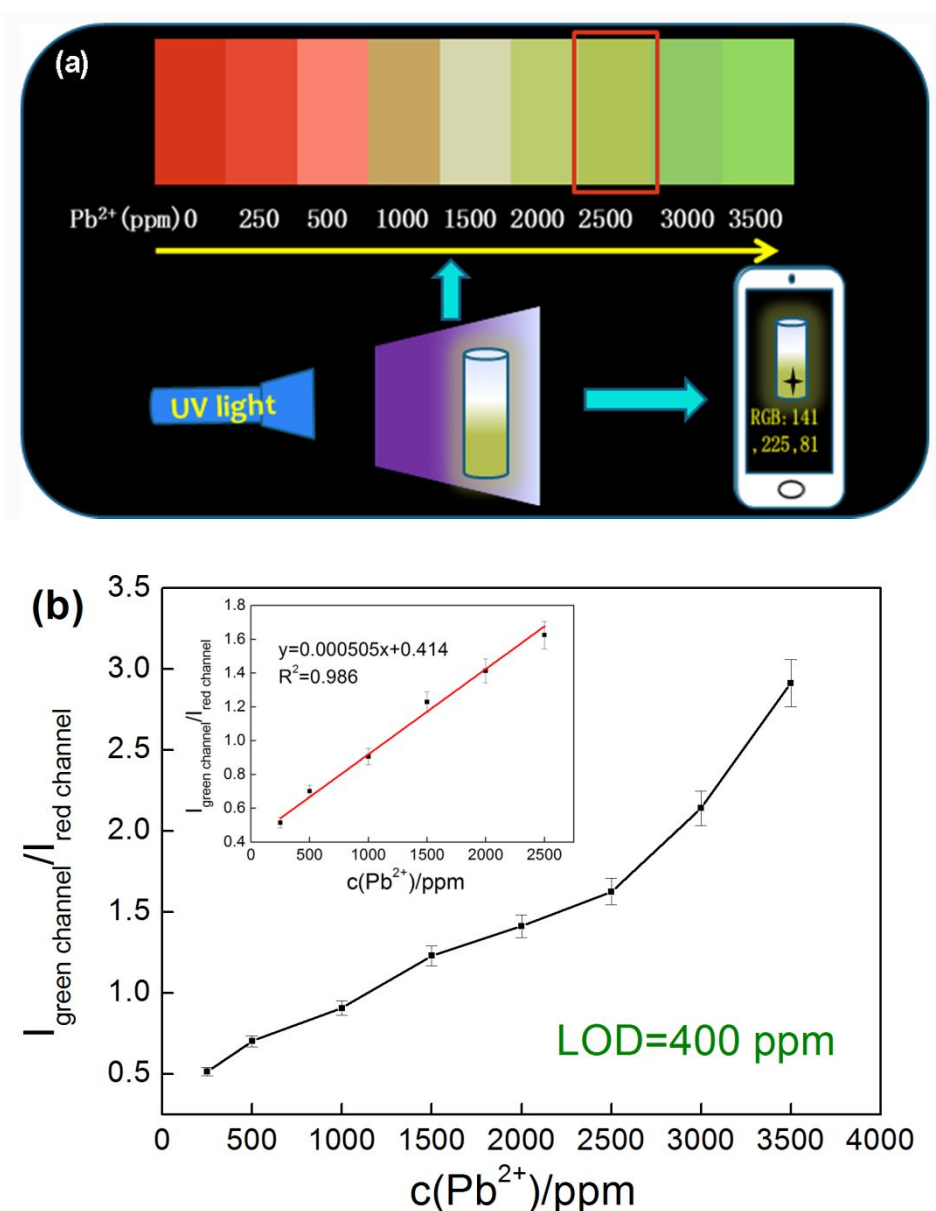 (a)
Pb²⁺(ppm) 0 250 500 1000 1500 2000 2500 3000 3500
UV light
RGB: 141
,225,81
(b)
3.5
3.0
2.5
2.0
1.5
1.0
0.5
I green channel/I red channel
0 500 1000 1500 2000 2500 3000 3500 4000
c(Pb²⁺)/ppm
LOD=400 ppm
1.8
1.6
1.4
1.2
1.0
0.8
0.6
0.4
I green channel/I red channel
y=0.000505x+0.414
R²=0.986
0 500 1000 1500 2000 2500
c(Pb²⁺)/ppm